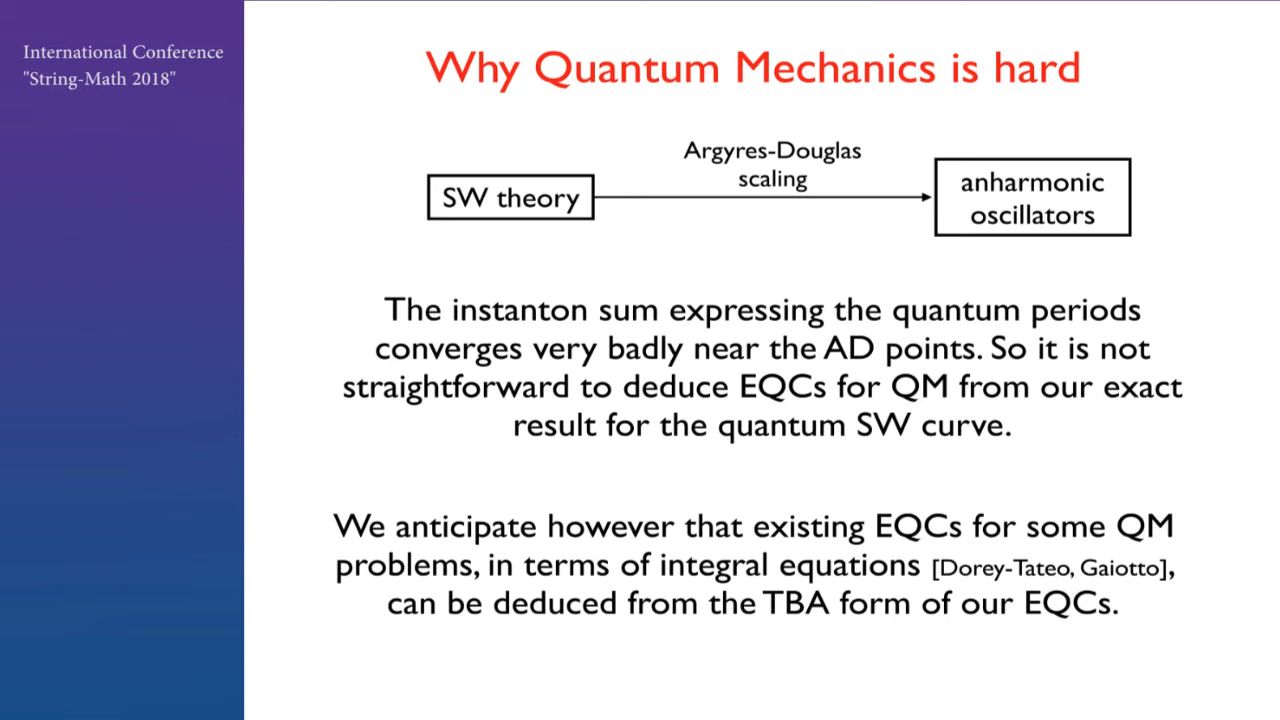 International Conference
"String-Math 2018"
Why Quantum Mechanics is hard
Argyres-Douglas
scaling
SW theory
anharmonic
oscillators
The instanton sum expressing the quantum periods
converges very badly near the AD points. So it is not
straightforward to deduce EQCs for QM from our exact
result for the quantum SW curve.
We anticipate however that existing EQCs for some QM
problems, in terms of integral equations [Dorey-Tateo, Gaiotto],
can be deduced from the TBA form of our EQCs.